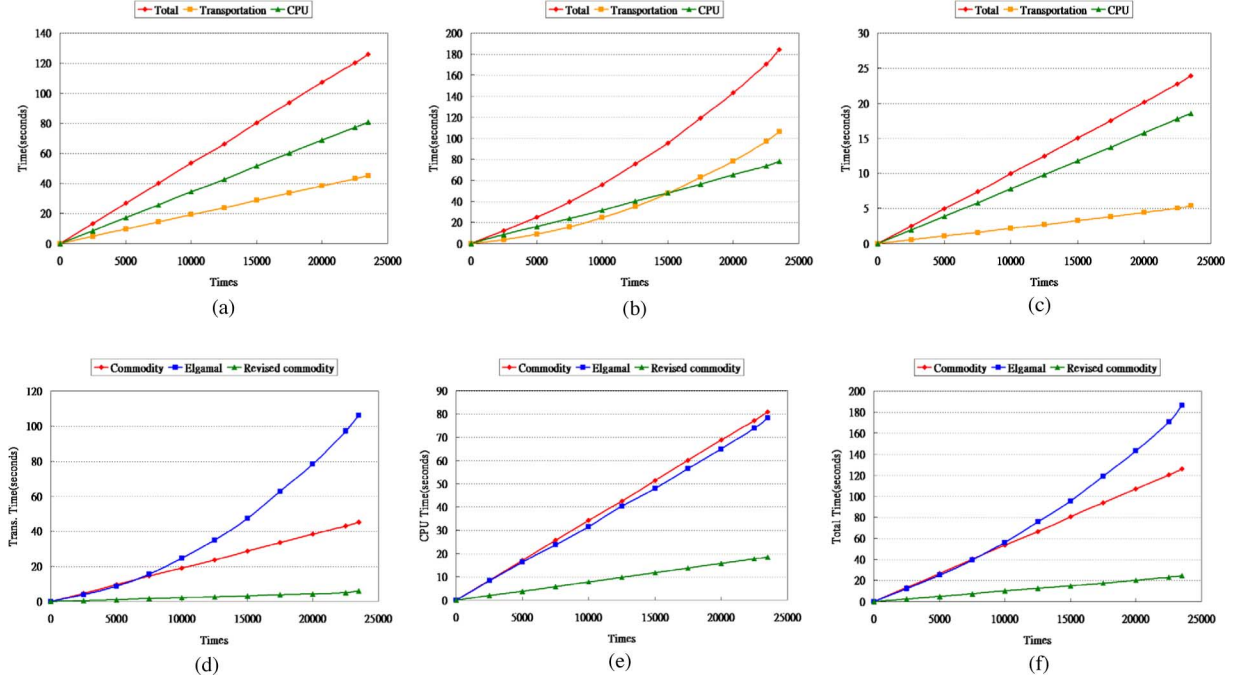 Total Transportation CPU
140
120
100
80
60
40
20
0
Time(seconds)
0 5000 10000 15000 20000 25000
Times
(a)
Total Transportation CPU
200
180
160
140
120
100
80
60
40
20
0
Time(seconds)
0 5000 10000 15000 20000 25000
Times
(b)
Total Transportation CPU
30
25
20
15
10
5
0
Time(seconds)
0 5000 10000 15000 20000 25000
Times
(c)
Commodity Elgamal Revised commodity
120
100
80
60
40
20
0
Trans. Time(seconds)
0 5000 10000 15000 20000 25000
Times
(d)
Commodity Elgamal Revised commodity
90
80
70
60
50
40
30
20
10
0
CPU Time(seconds)
0 5000 10000 15000 20000 25000
Times
(e)
Commodity Elgamal Revised commodity
200
180
160
140
120
100
80
60
40
20
0
Total Time(seconds)
0 5000 10000 15000 20000 25000
Times
(f)